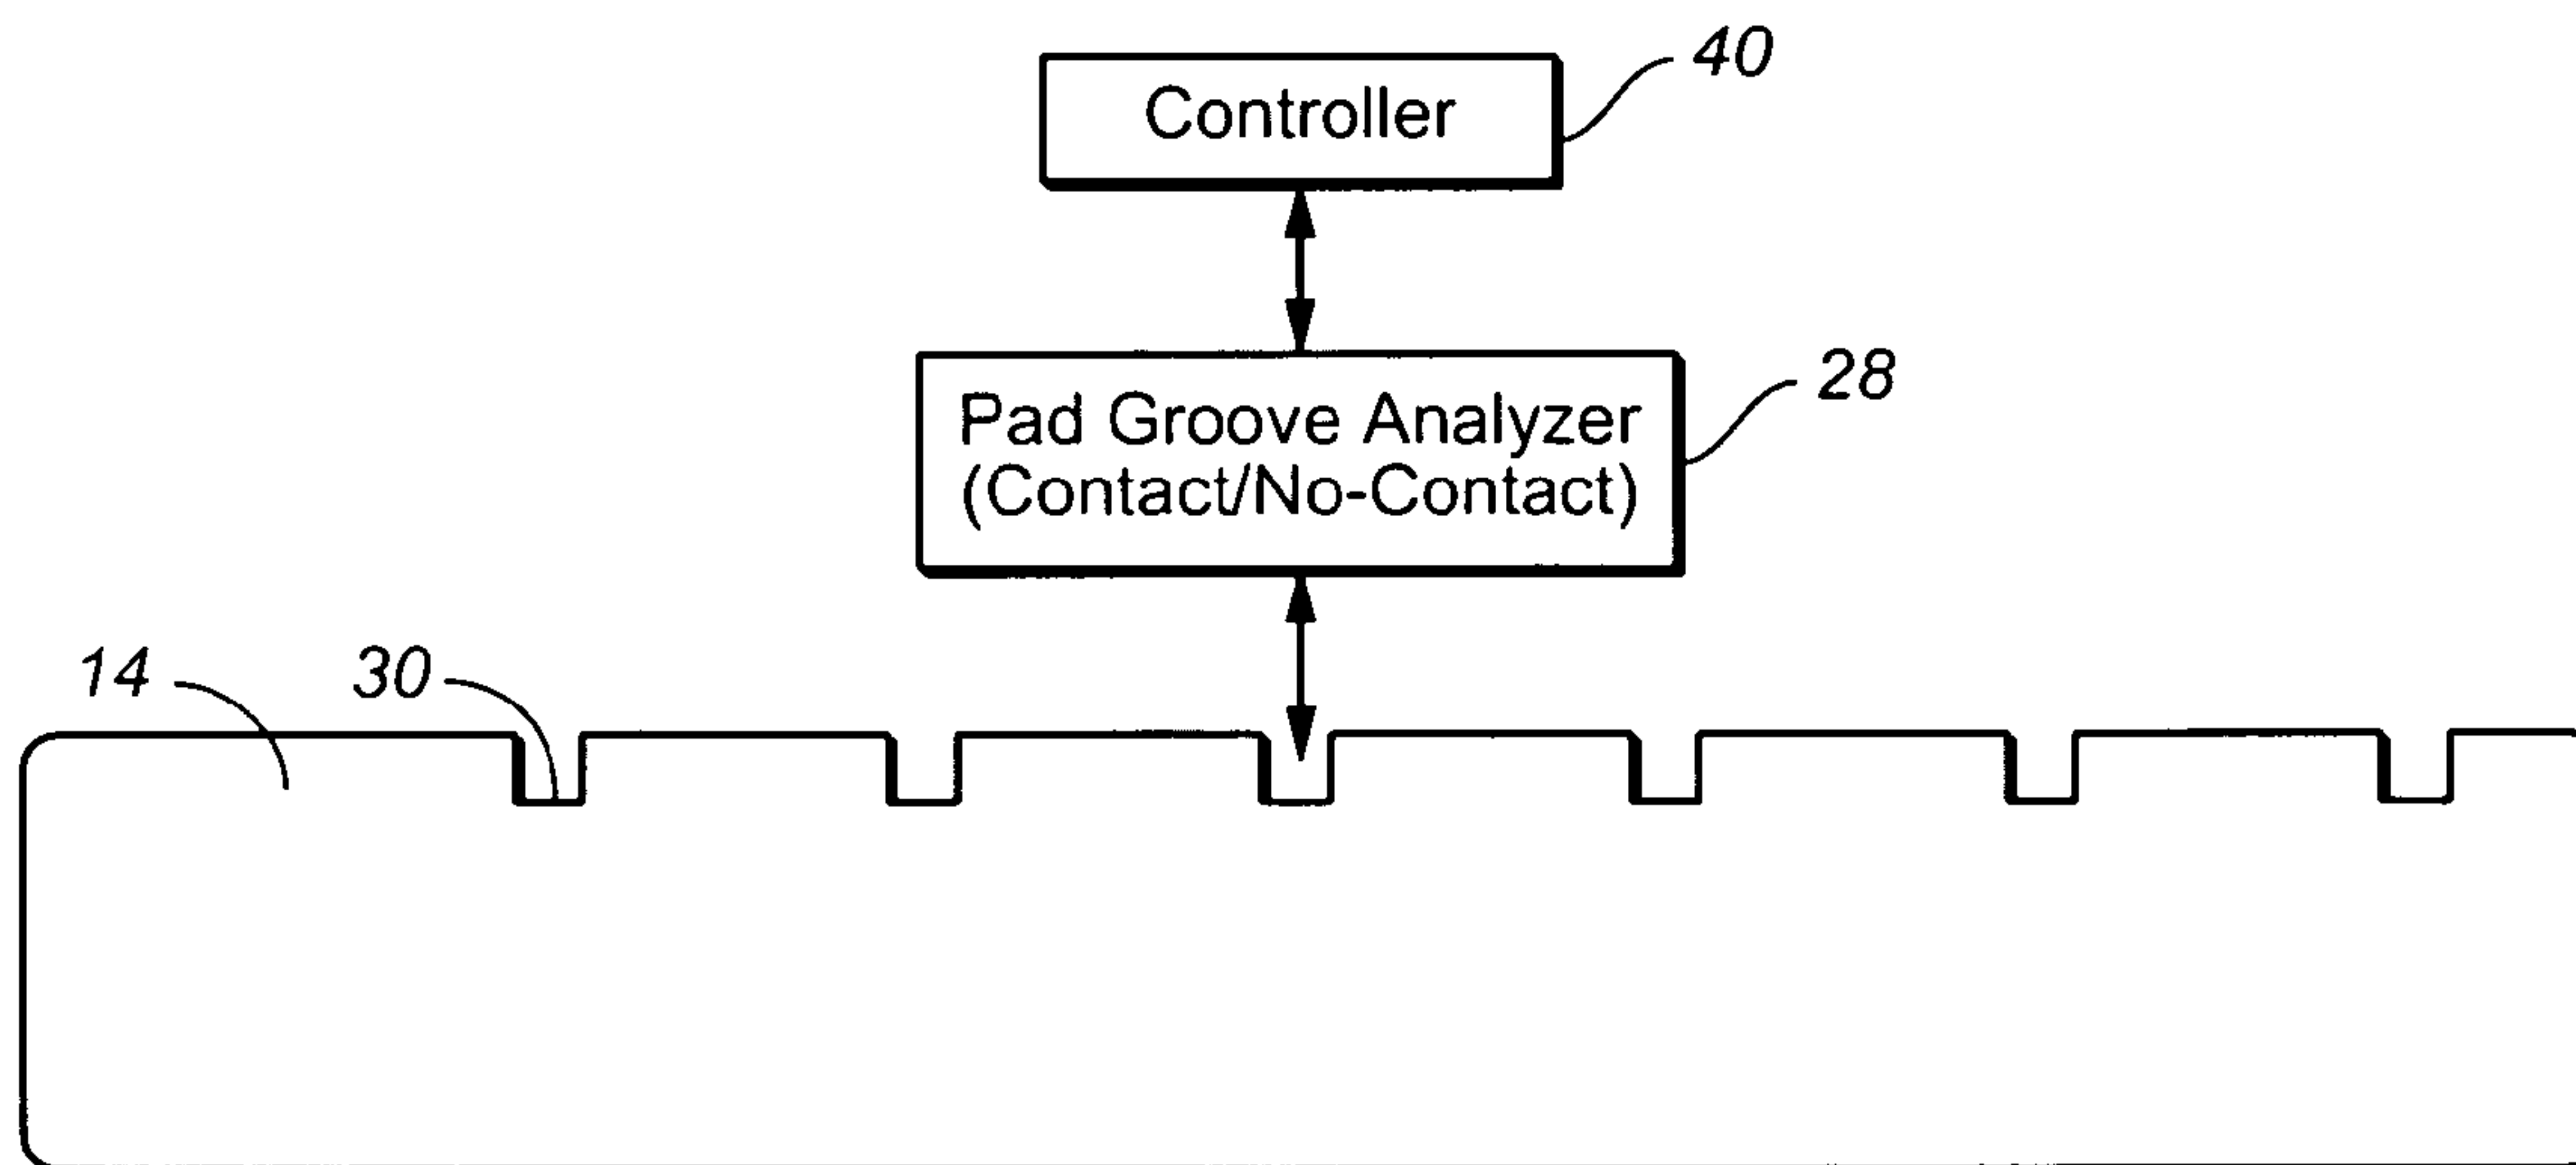 Controller
40
Pad Groove Analyzer
(Contact/No-Contact)
28
14
30